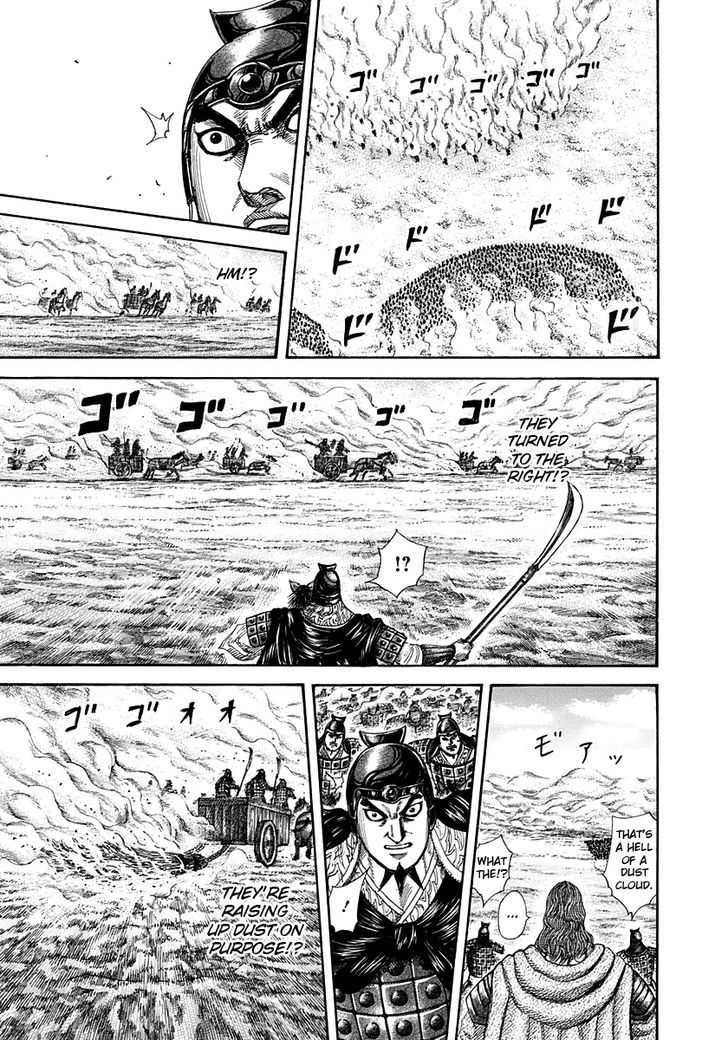 ゴ ゴ ゴ ゴ ゴ
ド ド ド ド ド ド
HM!?
ゴ ゴ ゴ ゴ ゴ
THEY
TURNED
TO THE
RIGHT!?
!?
モアッ
THAT'S
A HELL
OF A
DUST
CLOUD.
WHAT
THE!?
...
!
ゴ ゴ オ オ
THEY'RE
RAISING
UP DUST ON
PURPOSE!?